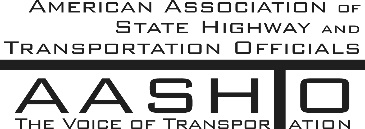 AMERICAN ASSOCIATION OF
STATE HIGHWAY AND
TRANSPORTATION OFFICIALS
AASHTO
THE VOICE OF TRANSPORTATION